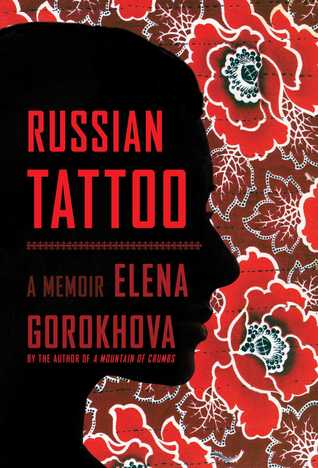 RUSSIAN
TATTOO
A MEMOIR ELENA
GOROKHOVA
BY THE AUTHOR OF A MOUNTAIN OF CRUMBS